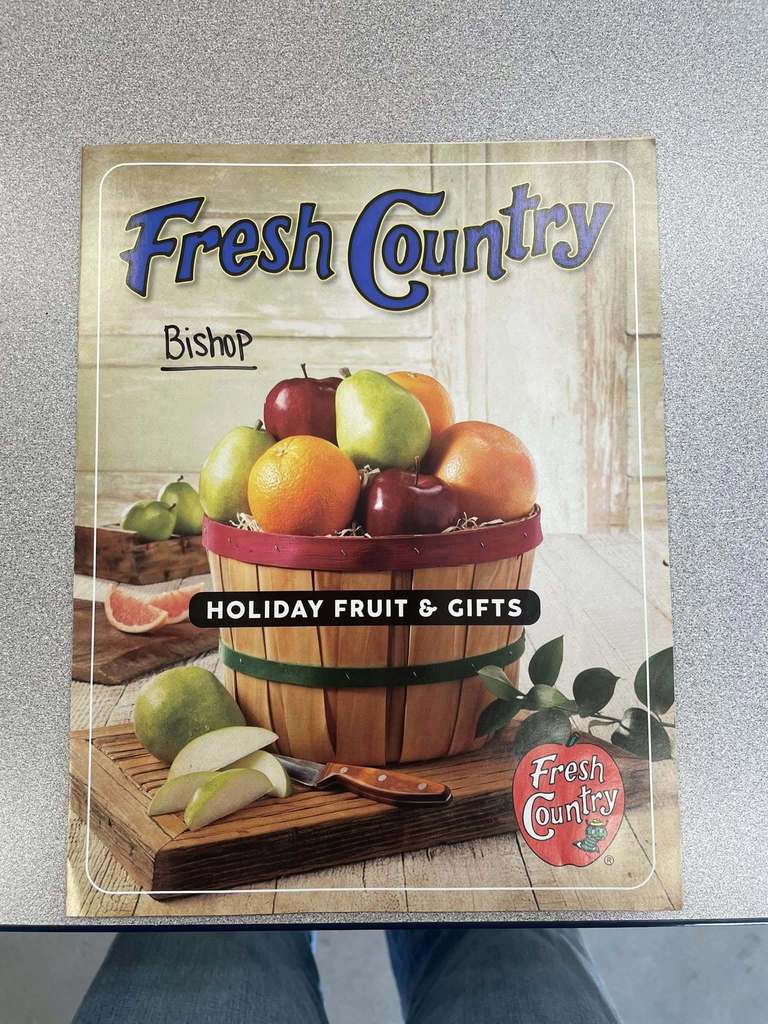 Fresh Country
Bishop
HOLIDAY FRUIT & GIFTS
Fresh
Country
®